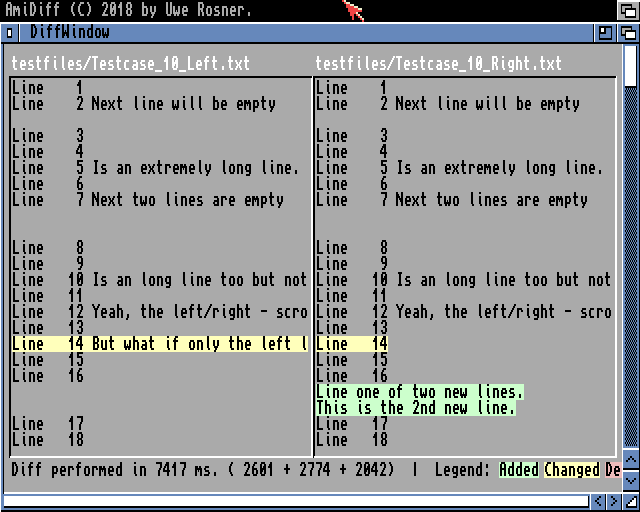 AmiDiff (C) 2018 by Uwe Rosner.
DiffWindow
testfiles/Testcase_10_Left.txt testfiles/Testcase_10_Right.txt
Line 1 Line 1
Line 2 Next line will be empty Line 2 Next line will be empty
Line 3 Line 3
Line 4 Line 4
Line 5 Is an extremely long line. Line 5 Is an extremely long line.
Line 6 Line 6
Line 7 Next two lines are empty Line 7 Next two lines are empty
Line 8 Line 8
Line 9 Line 9
Line 10 Is an long line too but not Line 10 Is an long line too but not
Line 11 Line 11
Line 12 Yeah, the left/right - scro Line 12 Yeah, the left/right - scro
Line 13 Line 13
Line 14 But what if only the left l Line 14
Line 15 Line 15
Line 16 Line 16
Line one of two new lines.
This is the 2nd new line.
Line 17 Line 17
Line 18 Line 18
Diff performed in 7417 ms. ( 2601 + 2774 + 2042) | Legend: Added Changed De